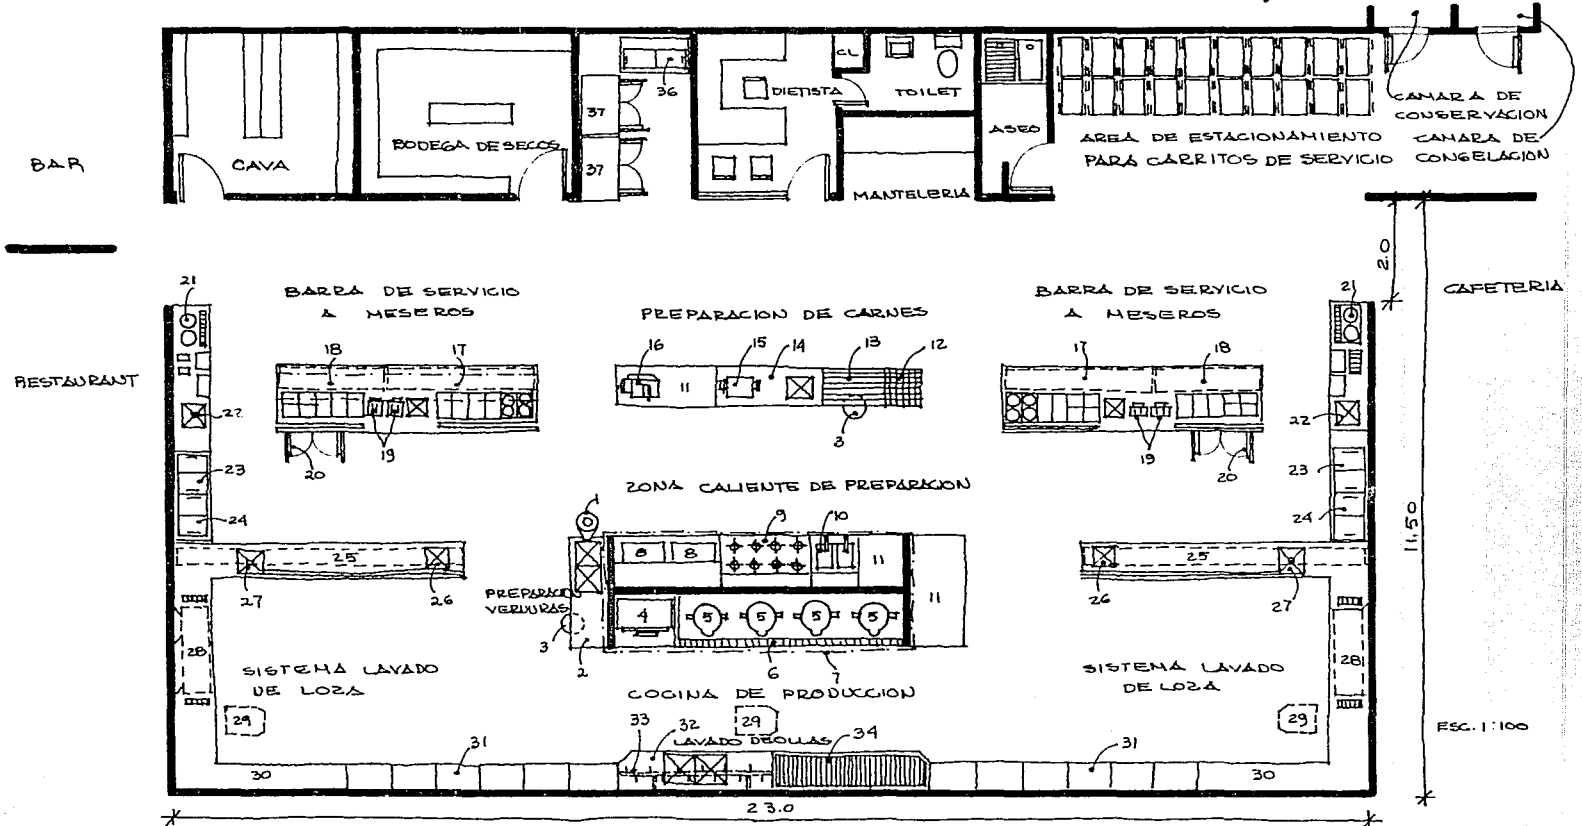 CL
36
37
DIETISTA
TOILET
CAMARA DE
CONSERVACION
ASEO
AREA DE ESTACIONAMIENTO
PARA CARRITOS DE SERVICIO
CAMARA DE
CONGELACION
BAR
CAVA
BODEGA DE SECOS
37
MANTELERIA
2.0
21
BARRA DE SERVICIO
A MESEROS
PREPARACION DE CARNES
BARRA DE SERVICIO
A MESEROS
21
CAFETERIA
RESTAURANT
18
17
16
15
14
13
12
11
17
18
22
3
22
19
20
19
20
23
24
23
24
ZONA CALIENTE DE PREPARACION
1
9
10
11.50
25
26
27
8
8
11
11
25
26
27
PREPARACION
VERDURAS
4
5
5
5
5
3
2
6
7
28
28
SISTEMA LAVADO
DE LOZA
COCINA DE PRODUCCION
SISTEMA LAVADO
DE LOZA
29
29
29
33
32
LAVADO DE OLLAS
34
ESC. 1:100
30
31
31
30
23.0